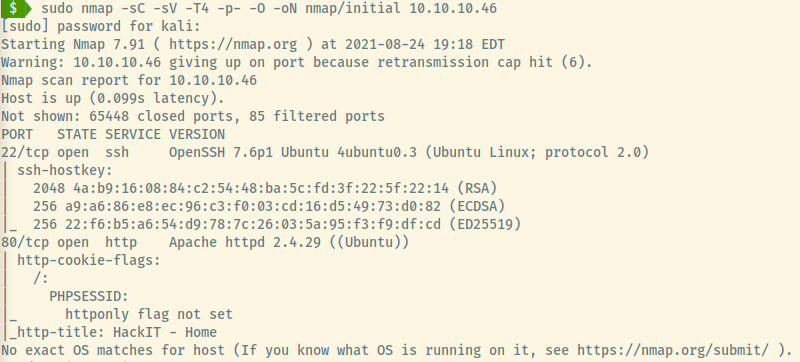 $ sudo nmap -sC -sV -T4 -p- -O -oN nmap/initial 10.10.10.46
[sudo] password for kali:
Starting Nmap 7.91 ( https://nmap.org ) at 2021-08-24 19:18 EDT
Warning: 10.10.10.46 giving up on port because retransmission cap hit (6).
Nmap scan report for 10.10.10.46
Host is up (0.099s latency).
Not shown: 65448 closed ports, 85 filtered ports
PORT   STATE SERVICE VERSION
22/tcp open  ssh     OpenSSH 7.6p1 Ubuntu 4ubuntu0.3 (Ubuntu Linux; protocol 2.0)
| ssh-hostkey:
|   2048 4a:b9:16:08:84:c2:54:48:ba:5c:fd:3f:22:5f:22:14 (RSA)
|   256 a9:a6:86:e8:ec:96:c3:f0:03:cd:16:d5:49:73:d0:82 (ECDSA)
|_  256 22:f6:b5:a6:54:d9:78:7c:26:03:5a:95:f3:f9:df:cd (ED25519)
80/tcp open  http    Apache httpd 2.4.29 ((Ubuntu))
| http-cookie-flags:
|   /:
|     PHPSESSID:
|_      httponly flag not set
|_http-title: HackIT - Home
No exact OS matches for host (If you know what OS is running on it, see https://nmap.org/submit/ ).